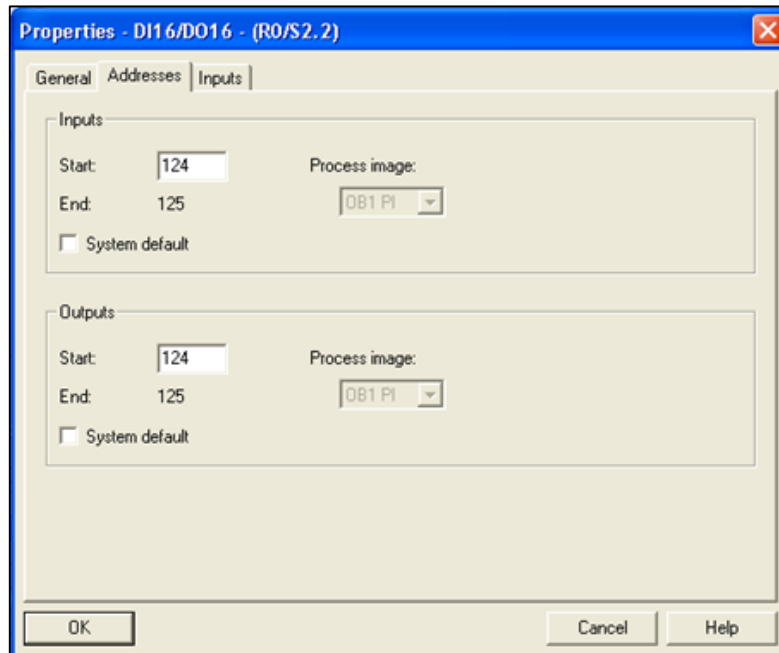 Properties - DI16/DO16 - (R0/S2.2)
General Addresses Inputs
Inputs
Start: 124 Process image:
End: 125 OB1 PI
System default
Outputs
Start: 124 Process image:
End: 125 OB1 PI
System default
OK Cancel Help